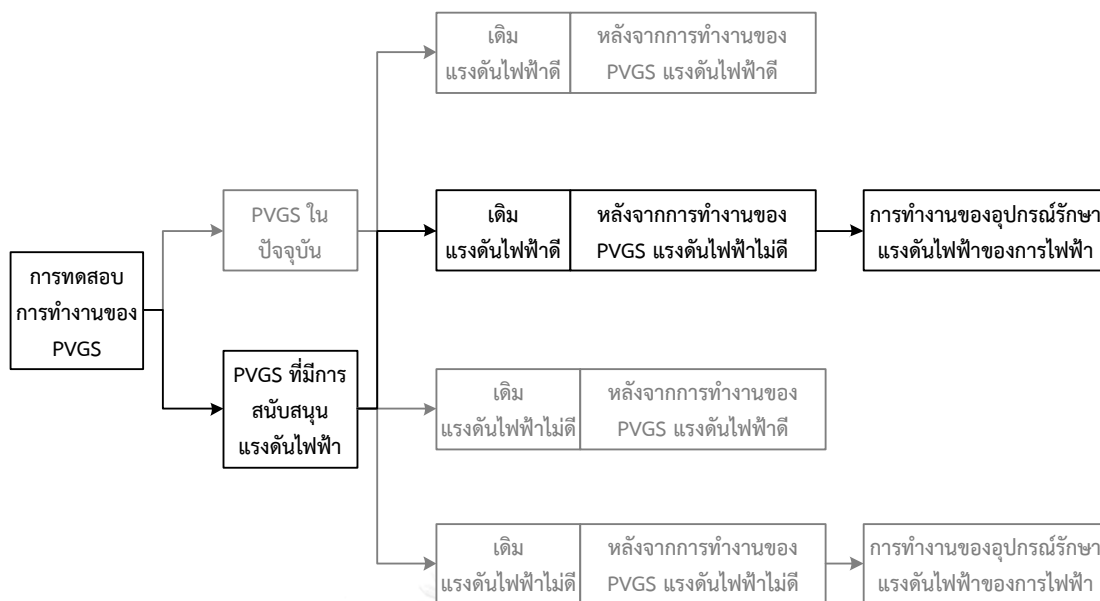 เดิม
แรงดันไฟฟ้าดี
หลังจากการทำงานของ
PVGS แรงดันไฟฟ้าดี
PVGS ใน
ปัจจุบัน
เดิม
แรงดันไฟฟ้าดี
หลังจากการทำงานของ
PVGS แรงดันไฟฟ้าไม่ดี
การทำงานของอุปกรณ์รักษา
แรงดันไฟฟ้าของการไฟฟ้า
การทดสอบ
การทำงานของ
PVGS
PVGS ที่มีการ
สนับสนุน
แรงดันไฟฟ้า
เดิม
แรงดันไฟฟ้าไม่ดี
หลังจากการทำงานของ
PVGS แรงดันไฟฟ้าดี
เดิม
แรงดันไฟฟ้าไม่ดี
หลังจากการทำงานของ
PVGS แรงดันไฟฟ้าไม่ดี
การทำงานของอุปกรณ์รักษา
แรงดันไฟฟ้าของการไฟฟ้า